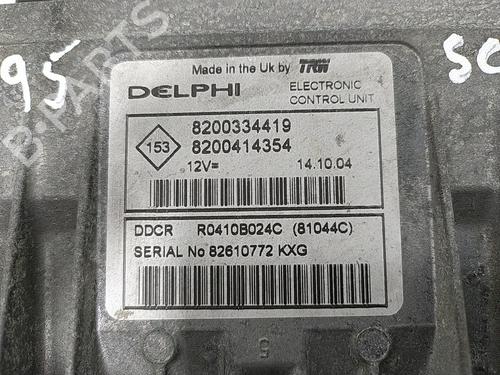 95
SC
B-PARTS
Made in the Uk by TRW
DELPHI
ELECTRONIC
CONTROL UNIT
153
8200334419
8200414354
12V=
14.10.04
DDCR R0410B024C (81044C)
SERIAL No 82610772 KXG